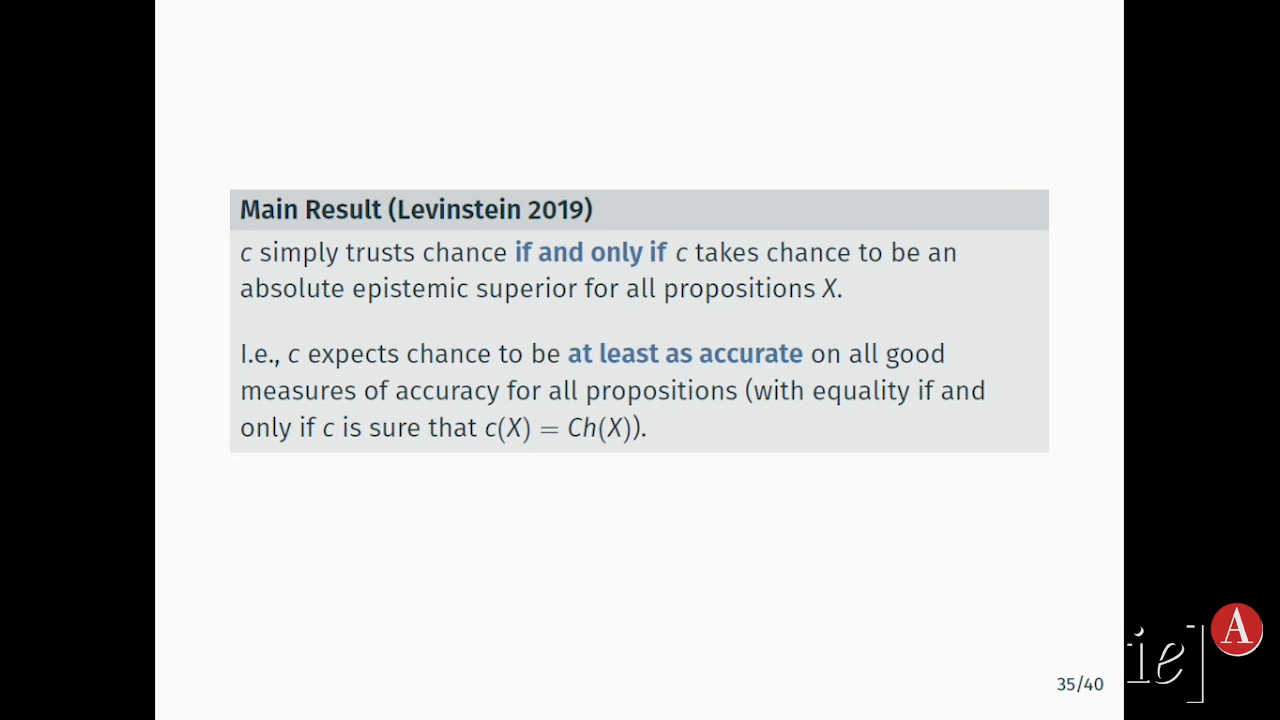 Main Result (Levinstein 2019)
c simply trusts chance if and only if c takes chance to be an
absolute epistemic superior for all propositions X.
I.e., c expects chance to be at least as accurate on all good
measures of accuracy for all propositions (with equality if and
only if c is sure that c(X) = Ch(X)).
35/40
ie]
A